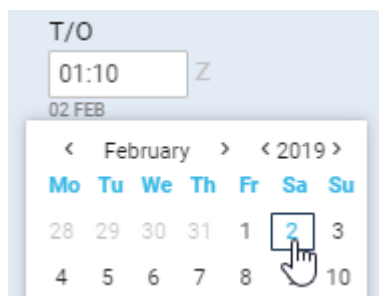 T/O
01:10 Z
02 FEB
< February > < 2019 >
Mo Tu We Th Fr Sa Su
28 29 30 31 1 2 3
4 5 6 7 8 10